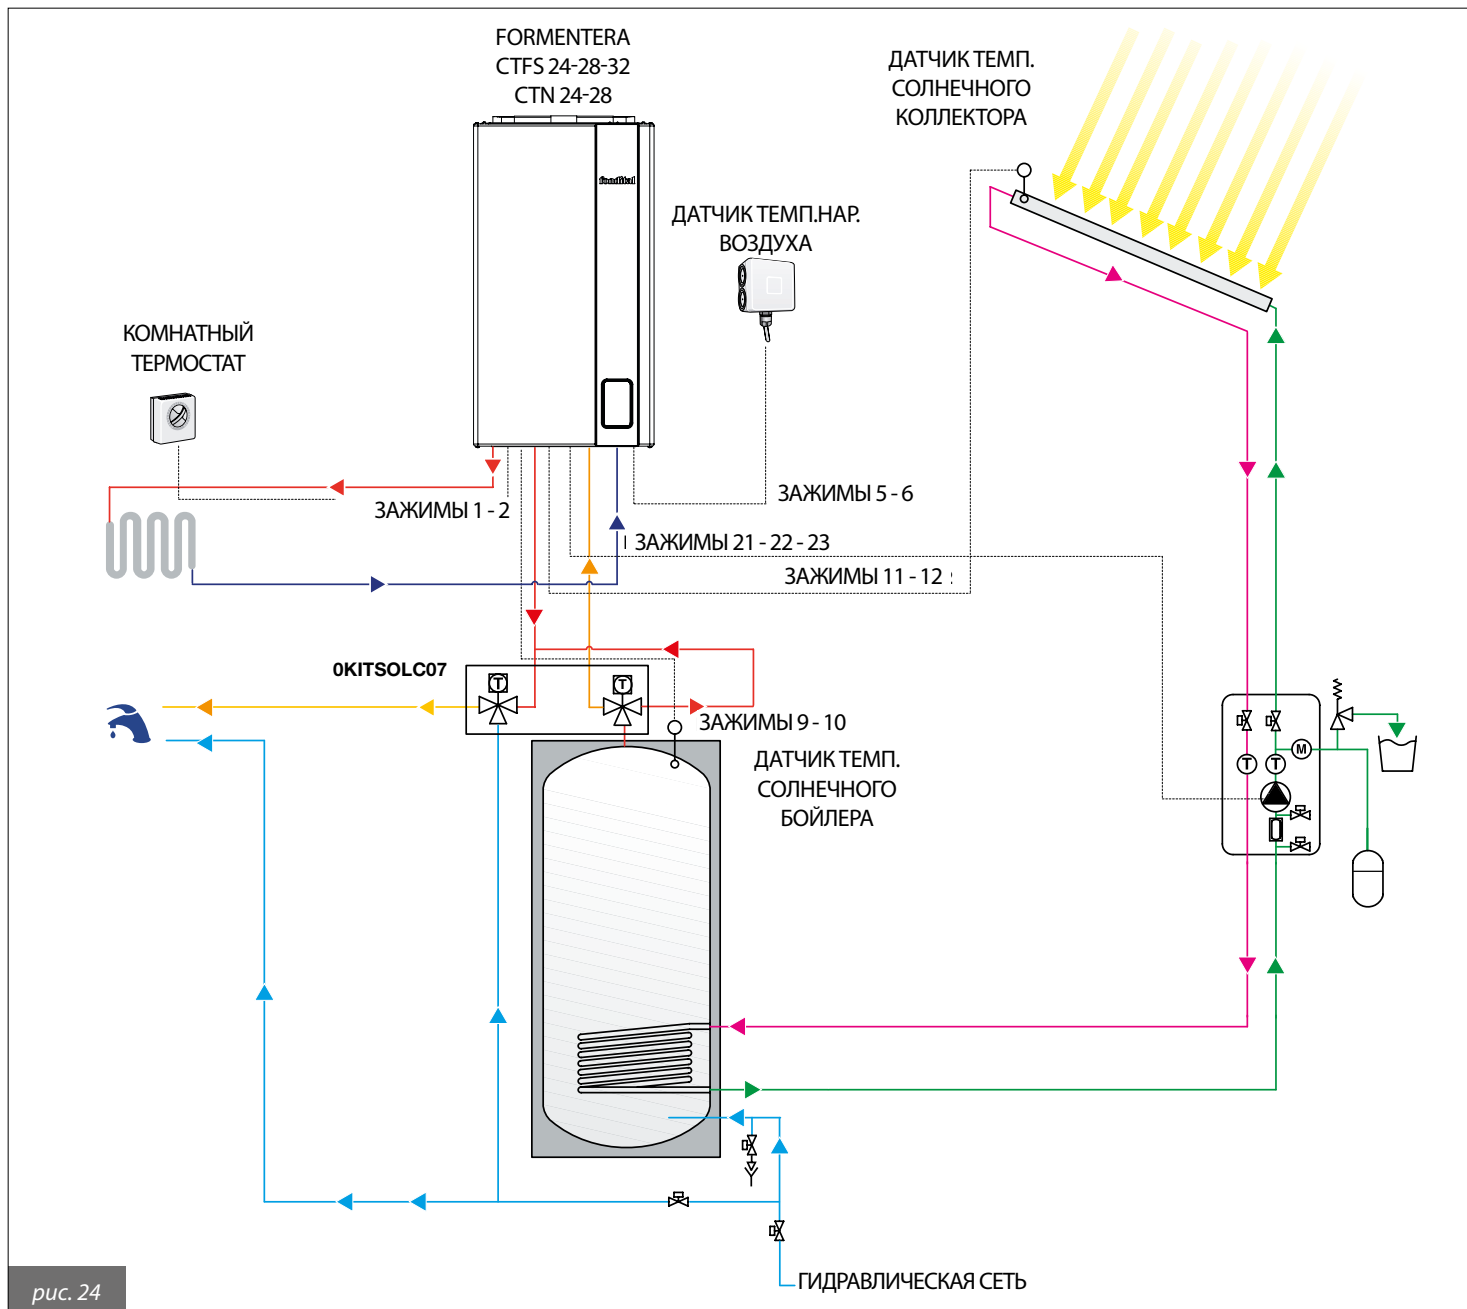 FORMENTERA
CTFS 24-28-32
CTN 24-28
ДАТЧИК ТЕМП.
СОЛНЕЧНОГО
КОЛЛЕКТОРА
fondital
ДАТЧИК ТЕМП.НАР.
ВОЗДУХА
КОМНАТНЫЙ
ТЕРМОСТАТ
ЗАЖИМЫ 5 - 6
ЗАЖИМЫ 1 - 2
ЗАЖИМЫ 21 - 22 - 23
ЗАЖИМЫ 11 - 12
0KITSOLC07
T
T
ЗАЖИМЫ 9 - 10
ДАТЧИК ТЕМП.
СОЛНЕЧНОГО
БОЙЛЕРА
M
T
T
ГИДРАВЛИЧЕСКАЯ СЕТЬ
рис. 24